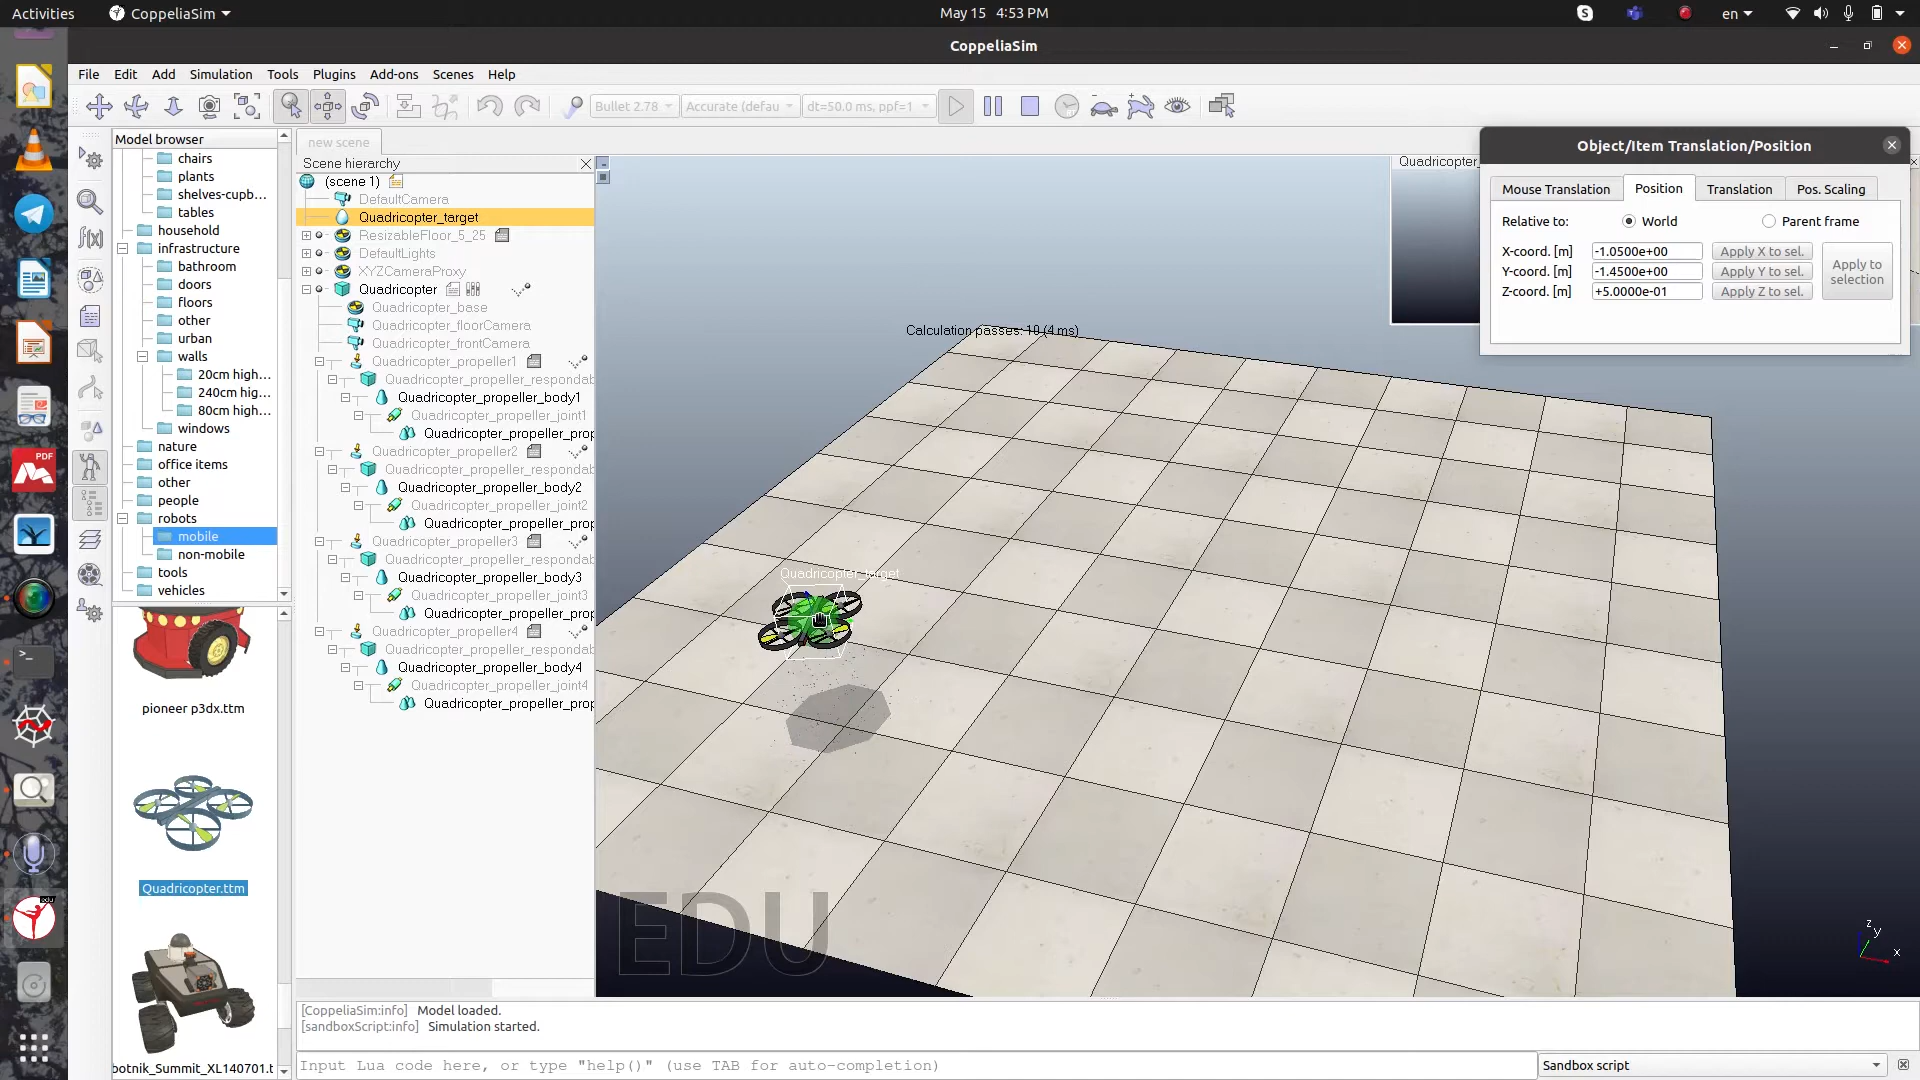 Activities
CoppeliaSim
May 15 4:53 PM
en
CoppeliaSim
File Edit Add Simulation Tools Plugins Add-ons Scenes Help
Bullet 2.78
Accurate (defau
dt=50.0 ms, ppf=1
Model browser
chairs
plants
shelves-cupb...
tables
household
infrastructure
bathroom
doors
floors
other
urban
walls
20cm high...
240cm hig...
80cm high...
windows
nature
office items
other
people
robots
mobile
non-mobile
tools
vehicles
pioneer p3dx.ttm
Quadricopter.ttm
botnik_Summit_XL140701.t
new scene
Scene hierarchy
(scene 1)
DefaultCamera
Quadricopter_target
ResizableFloor_5_25
DefaultLights
XYZCameraProxy
Quadricopter
Quadricopter_base
Quadricopter_floorCamera
Quadricopter_frontCamera
Quadricopter_propeller1
Quadricopter_propeller_respondab
Quadricopter_propeller_body1
Quadricopter_propeller_joint1
Quadricopter_propeller_prop
Quadricopter_propeller2
Quadricopter_propeller_respondab
Quadricopter_propeller_body2
Quadricopter_propeller_joint2
Quadricopter_propeller_prop
Quadricopter_propeller3
Quadricopter_propeller_respondab
Quadricopter_propeller_body3
Quadricopter_propeller_joint3
Quadricopter_propeller_prop
Quadricopter_propeller4
Quadricopter_propeller_respondab
Quadricopter_propeller_body4
Quadricopter_propeller_joint4
Quadricopter_propeller_prop
Calculation passes: 10 (4 ms)
Quadricopter_target
EDU
z
y
x
Quadricopter_
Object/Item Translation/Position
Mouse Translation
Position
Translation
Pos. Scaling
Relative to:
World
Parent frame
X-coord. [m] -1.0500e+00 Apply X to sel.
Y-coord. [m] -1.4500e+00 Apply Y to sel.
Z-coord. [m] +5.0000e-01 Apply Z to sel.
Apply to
selection
[CoppeliaSim:info] Model loaded.
[sandboxScript:info] Simulation started.
Input Lua code here, or type "help()" (use TAB for auto-completion)
Sandbox script
PDF
edu